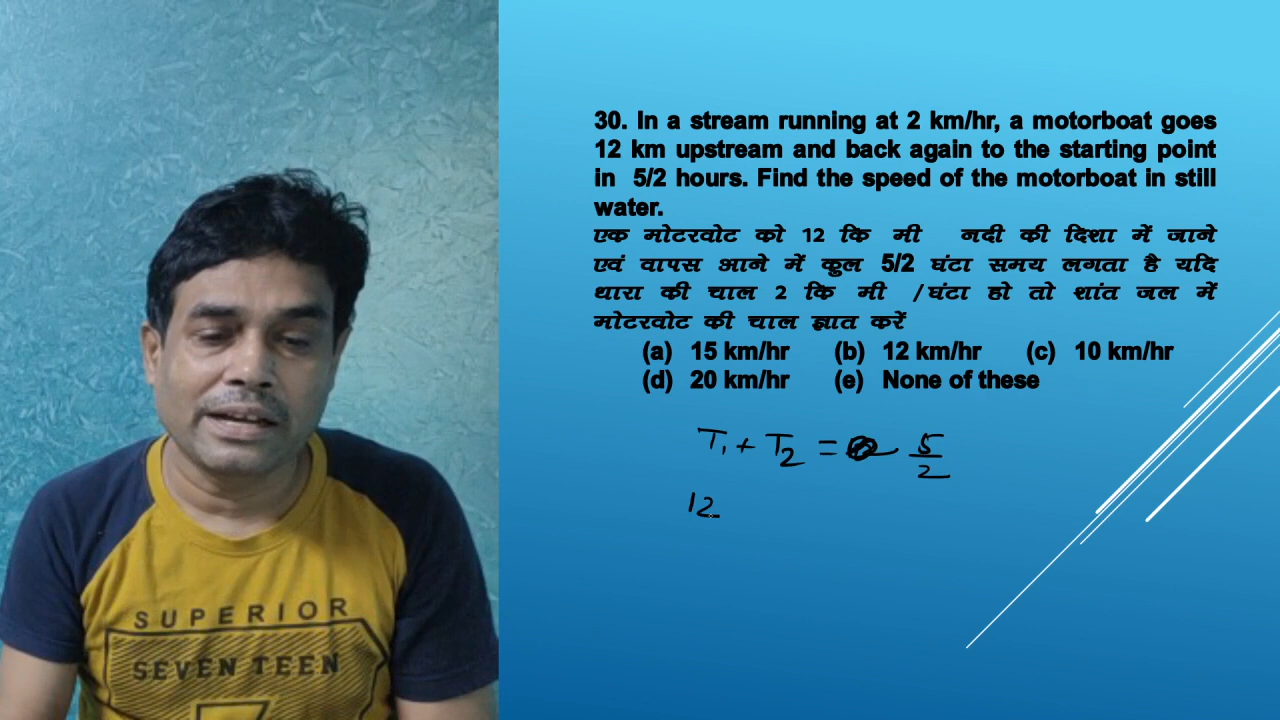 30. In a stream running at 2 km/hr, a motorboat goes
12 km upstream and back again to the starting point
in 5/2 hours. Find the speed of the motorboat in still
water.
एक मोटरवोट को 12 कि मी नदी की दिशा में जाने
एवं वापस आने में कुल 5/2 घंटा समय लगता है यदि
धारा की चाल 2 कि मी /घंटा हो तो शांत जल में
मोटरवोट की चाल ज्ञात करें
(a) 15 km/hr (b) 12 km/hr (c) 10 km/hr
(d) 20 km/hr (e) None of these
T₁ + T₂ = 5/2
12
SUPERIOR
SEVEN TEEN